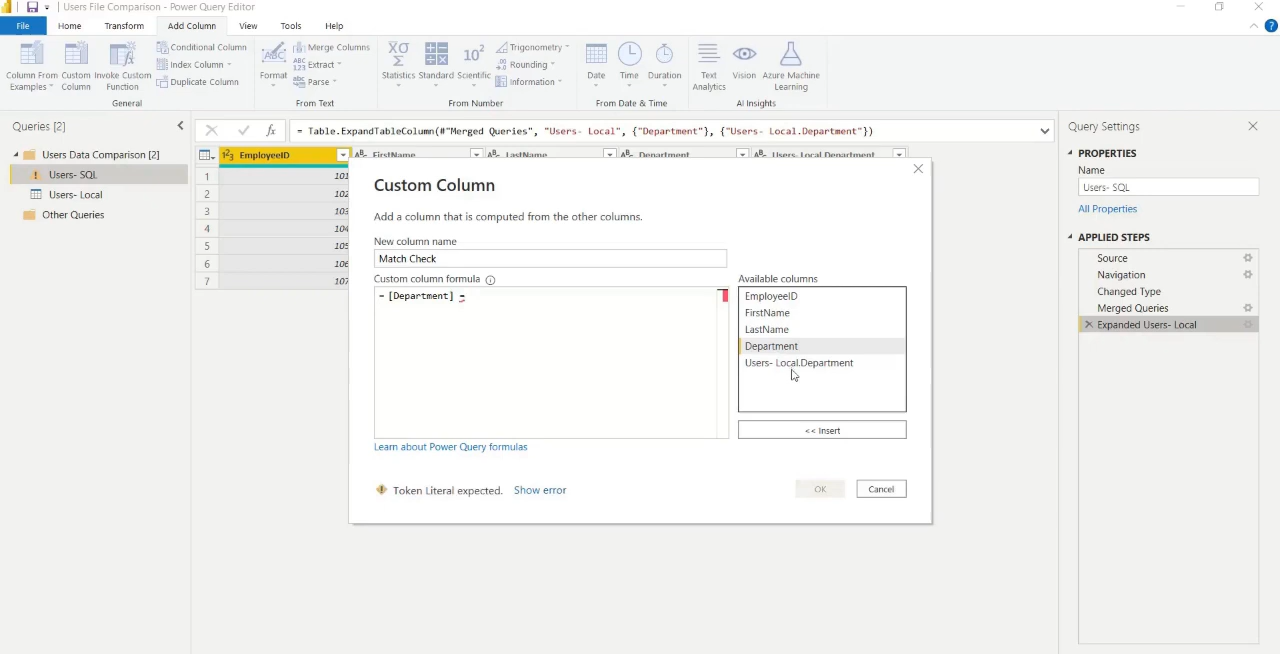 Users File Comparison - Power Query Editor
File Home Transform Add Column View Tools Help
Column From Examples
Custom Column
Invoke Custom Function
Conditional Column
Index Column
Duplicate Column
General
Format
Merge Columns
Extract
Parse
From Text
Statistics
Standard
Scientific
Trigonometry
Rounding
Information
From Number
Date
Time
Duration
From Date & Time
Text Analytics
Vision
Azure Machine Learning
AI Insights
Queries [2]
Users Data Comparison [2]
Users- SQL
Users- Local
Other Queries
= Table.ExpandTableColumn(#"Merged Queries", "Users- Local", {"Department"}, {"Users- Local.Department"})
EmployeeID FirstName LastName Department Users- Local.Department
1 101
2 102
3 103
4 104
5 105
6 106
7 107
Custom Column
Add a column that is computed from the other columns.
New column name
Match Check
Custom column formula
= [Department] =
Available columns
EmployeeID
FirstName
LastName
Department
Users- Local.Department
<< Insert
Learn about Power Query formulas
Token Literal expected. Show error
OK Cancel
Query Settings
PROPERTIES
Name
Users- SQL
All Properties
APPLIED STEPS
Source
Navigation
Changed Type
Merged Queries
Expanded Users- Local